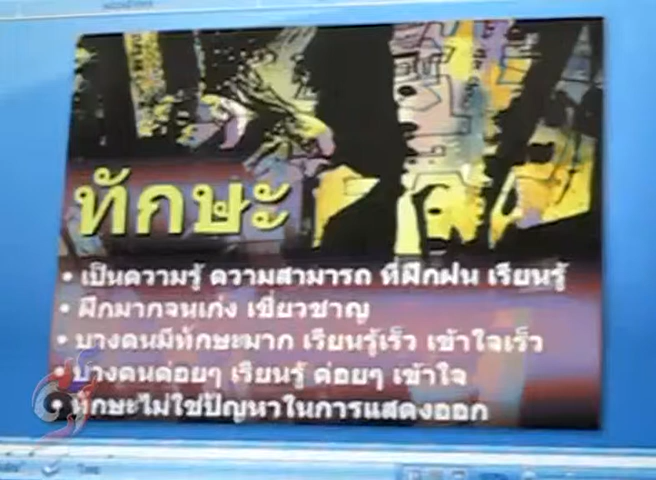 ทักษะ
• เป็นความรู้ ความสามารถ ที่ฝึกฝน เรียนรู้
• ฝึกมากจนเก่ง เชี่ยวชาญ
• บางคนมีทักษะมาก เรียนรู้เร็ว เข้าใจเร็ว
• บางคนค่อยๆ เรียนรู้ ค่อยๆ เข้าใจ
• ทักษะไม่ใช่ปัญหาในการแสดงออก
ไทย